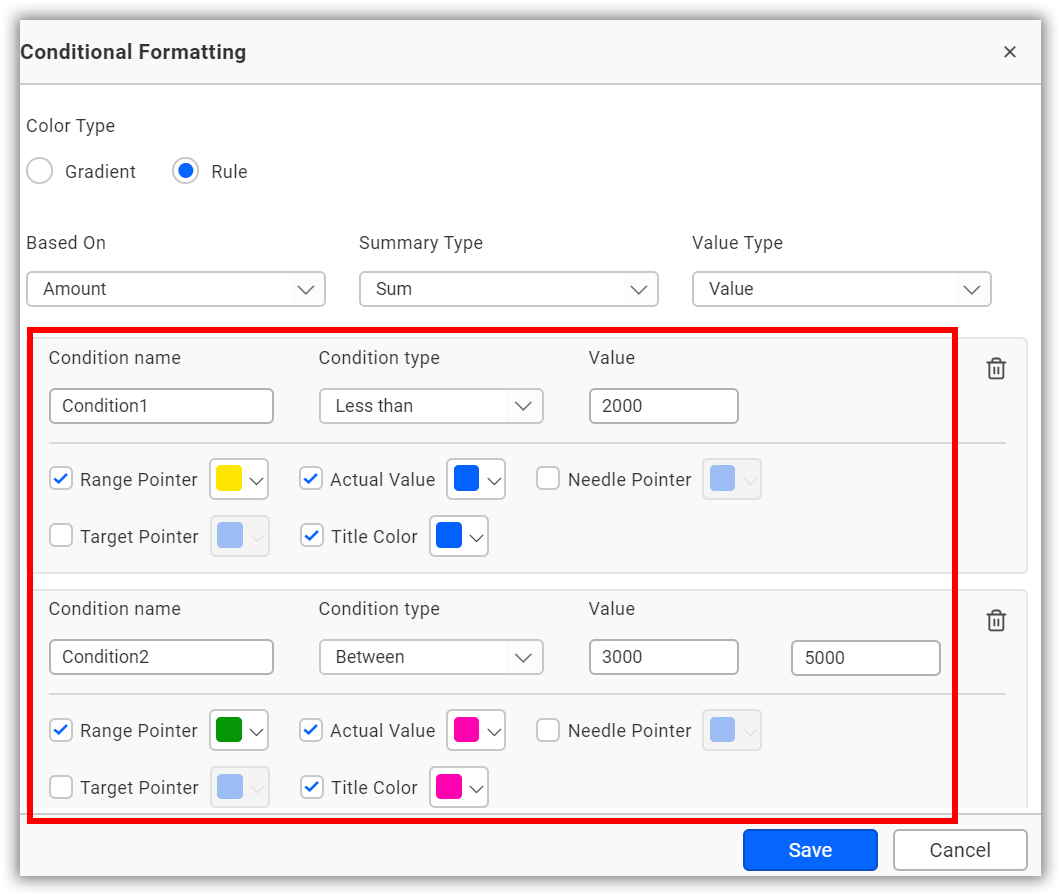 Conditional Formatting
Color Type
Gradient Rule
Based On Summary Type Value Type
Amount Sum Value
Condition name Condition type Value
Condition1 Less than 2000
Range Pointer Actual Value Needle Pointer
Target Pointer Title Color
Condition name Condition type Value
Condition2 Between 3000 5000
Range Pointer Actual Value Needle Pointer
Target Pointer Title Color
Save Cancel